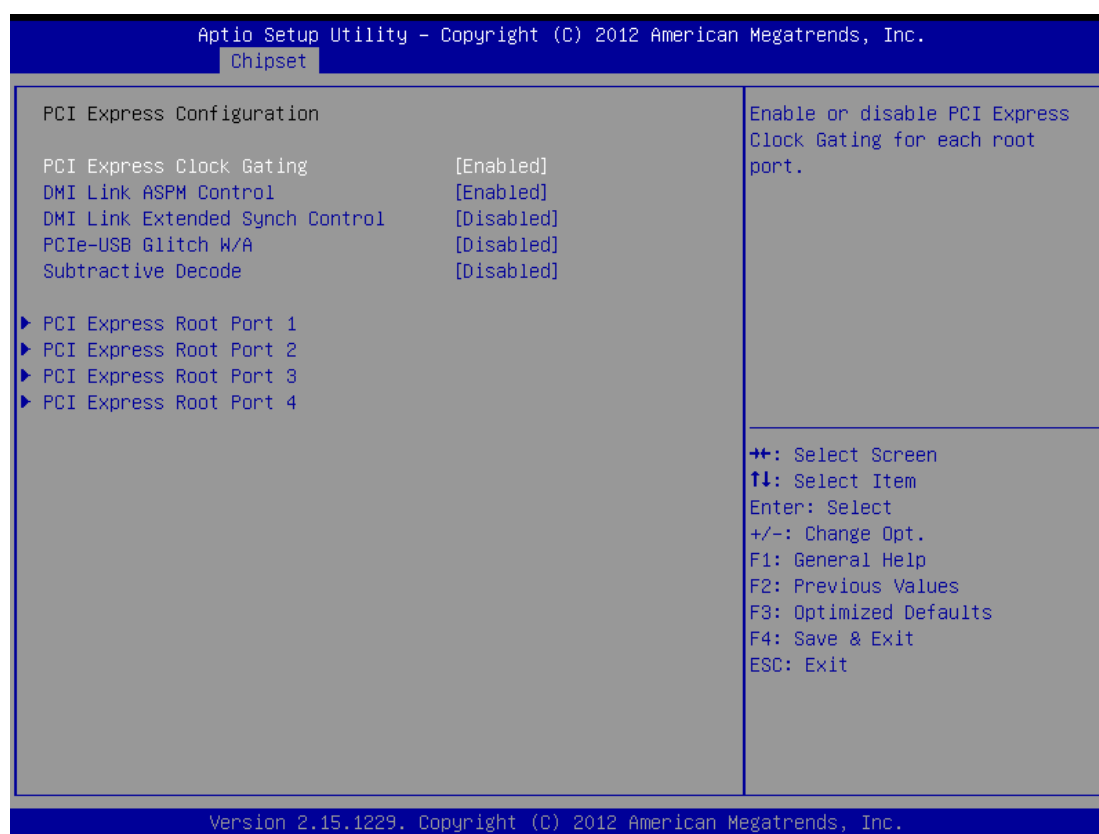 Aptio Setup Utility – Copyright (C) 2012 American Megatrends, Inc.
Chipset
PCI Express Configuration
PCI Express Clock Gating [Enabled]
DMI Link ASPM Control [Enabled]
DMI Link Extended Synch Control [Disabled]
PCIe-USB Glitch W/A [Disabled]
Subtractive Decode [Disabled]
▶ PCI Express Root Port 1
▶ PCI Express Root Port 2
▶ PCI Express Root Port 3
▶ PCI Express Root Port 4
Enable or disable PCI Express
Clock Gating for each root
port.
→←: Select Screen
↑↓: Select Item
Enter: Select
+/-: Change Opt.
F1: General Help
F2: Previous Values
F3: Optimized Defaults
F4: Save & Exit
ESC: Exit
Version 2.15.1229. Copyright (C) 2012 American Megatrends, Inc.